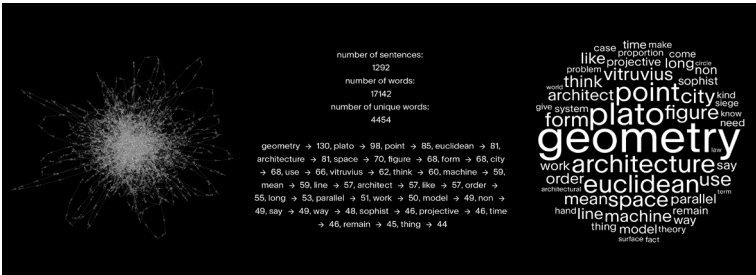 number of sentences:
1292
number of words:
17142
number of unique words:
4454
geometry → 130, plato → 98, point → 85, euclidean → 81,
architecture → 81, space → 70, figure → 68, form → 68, city
→ 68, use → 66, vitruvius → 62, think → 60, machine → 59,
mean → 59, line → 57, architect → 57, like → 57, order →
55, long → 53, parallel → 51, work → 50, model → 49, non →
49, say → 49, way → 48, sophist → 46, projective → 46, time
→ 46, remain → 45, thing → 44
case time make
proportion come
like projective long circle
problem non
think vitruvius sophist
world
architect point city kind
siege
give system
form plato figure know
need
geometry
law
work architecture say
order euclidean use
architectural term
mean space parallel
hand line machine remain
way
thing model theory
surface fact